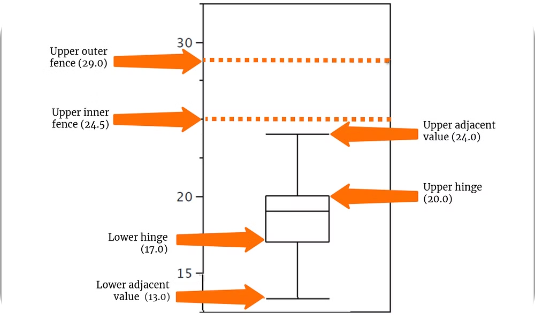 30
Upper outer
fence (29.0)
Upper inner
fence (24.5)
Upper adjacent
value (24.0)
20
Upper hinge
(20.0)
Lower hinge
(17.0)
15
Lower adjacent
value (13.0)